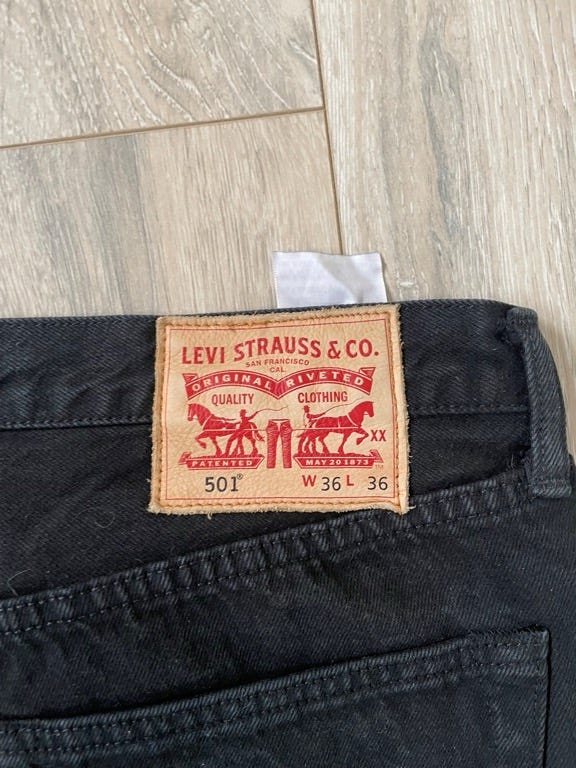 LEVI STRAUSS & CO.
SAN FRANCISCO
CAL.
ORIGINAL RIVETED
QUALITY CLOTHING
XX
PATENTED MAY 20 1873
501® W 36 L 36